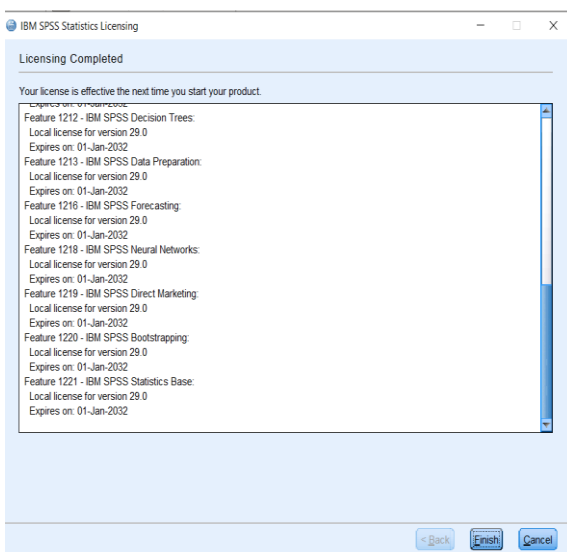 IBM SPSS Statistics Licensing
Licensing Completed
Your license is effective the next time you start your product.
Expires on: 01-Jan-2032
Feature 1212 - IBM SPSS Decision Trees:
Local license for version 29.0
Expires on: 01-Jan-2032
Feature 1213 - IBM SPSS Data Preparation:
Local license for version 29.0
Expires on: 01-Jan-2032
Feature 1216 - IBM SPSS Forecasting:
Local license for version 29.0
Expires on: 01-Jan-2032
Feature 1218 - IBM SPSS Neural Networks:
Local license for version 29.0
Expires on: 01-Jan-2032
Feature 1219 - IBM SPSS Direct Marketing:
Local license for version 29.0
Expires on: 01-Jan-2032
Feature 1220 - IBM SPSS Bootstrapping:
Local license for version 29.0
Expires on: 01-Jan-2032
Feature 1221 - IBM SPSS Statistics Base:
Local license for version 29.0
Expires on: 01-Jan-2032
< Back Finish Cancel